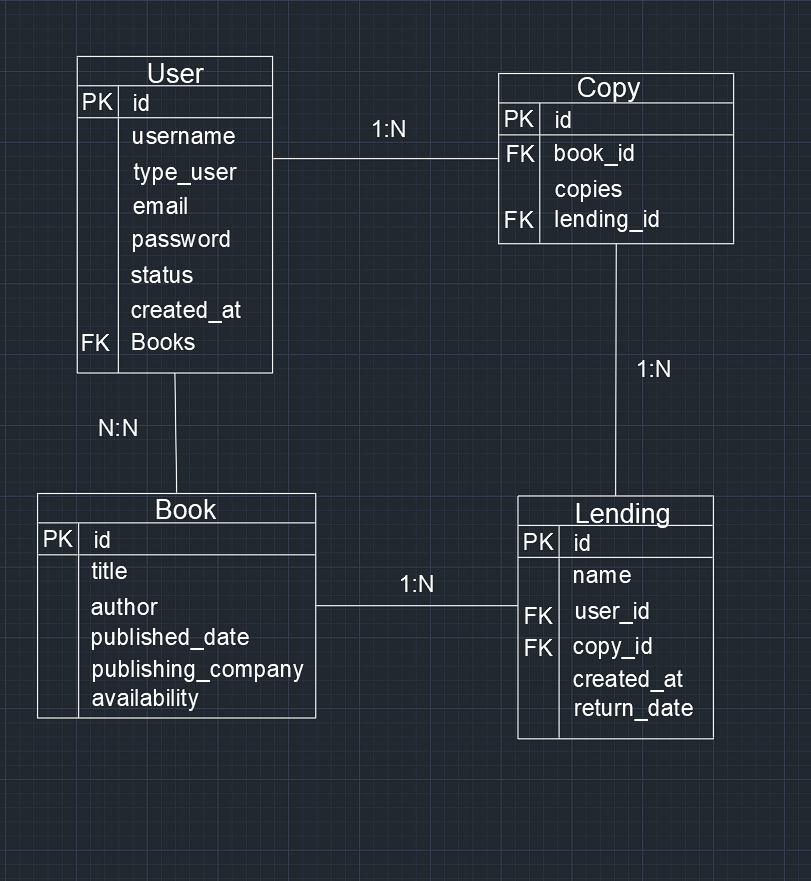 User
PK id
username
type_user
email
password
status
created_at
FK Books
1:N
Copy
PK id
FK book_id
copies
FK lending_id
N:N
1:N
Book
PK id
title
author
published_date
publishing_company
availability
1:N
Lending
PK id
name
FK user_id
FK copy_id
created_at
return_date